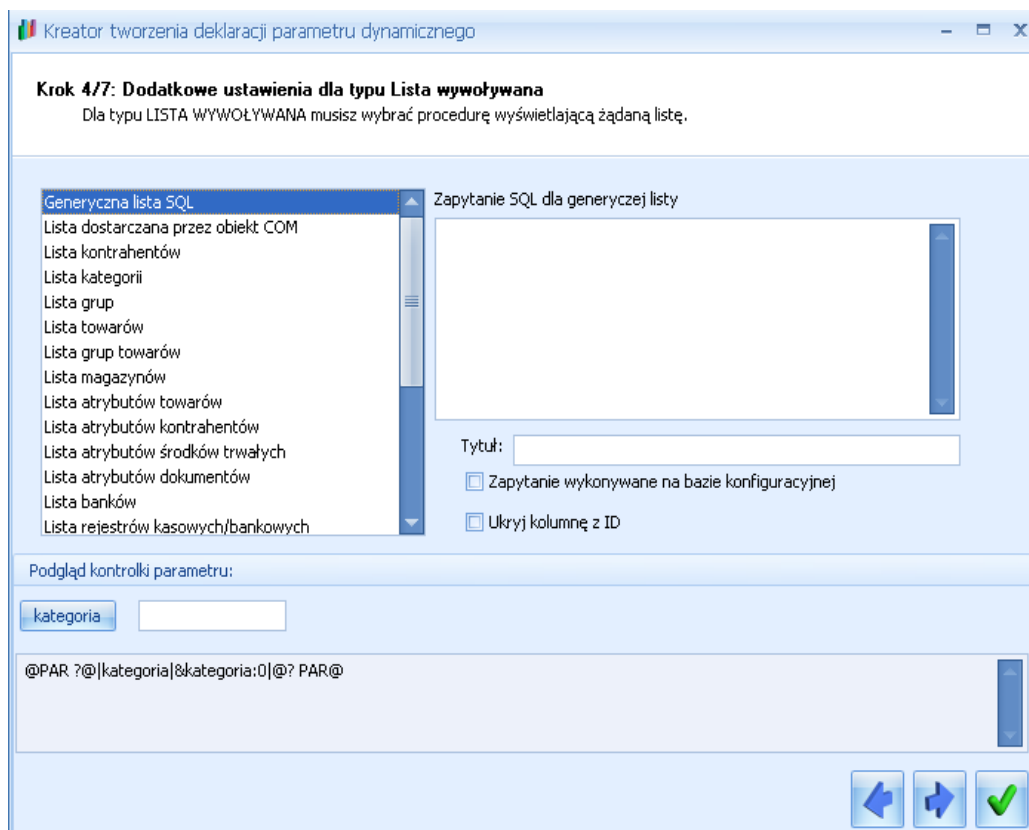 Kreator tworzenia deklaracji parametru dynamicznego
Krok 4/7: Dodatkowe ustawienia dla typu Lista wywoływana
Dla typu LISTA WYWOŁYWANA musisz wybrać procedurę wyświetlającą żądaną listę.
Generyczna lista SQL
Lista dostarczana przez obiekt COM
Lista kontrahentów
Lista kategorii
Lista grup
Lista towarów
Lista grup towarów
Lista magazynów
Lista atrybutów towarów
Lista atrybutów kontrahentów
Lista atrybutów środków trwałych
Lista atrybutów dokumentów
Lista banków
Lista rejestrów kasowych/bankowych
Zapytanie SQL dla generyczej listy
Tytuł:
Zapytanie wykonywane na bazie konfiguracyjnej
Ukryj kolumnę z ID
Podgląd kontrolki parametru:
kategoria
@PAR ?@|kategoria|&kategoria:0|@? PAR@